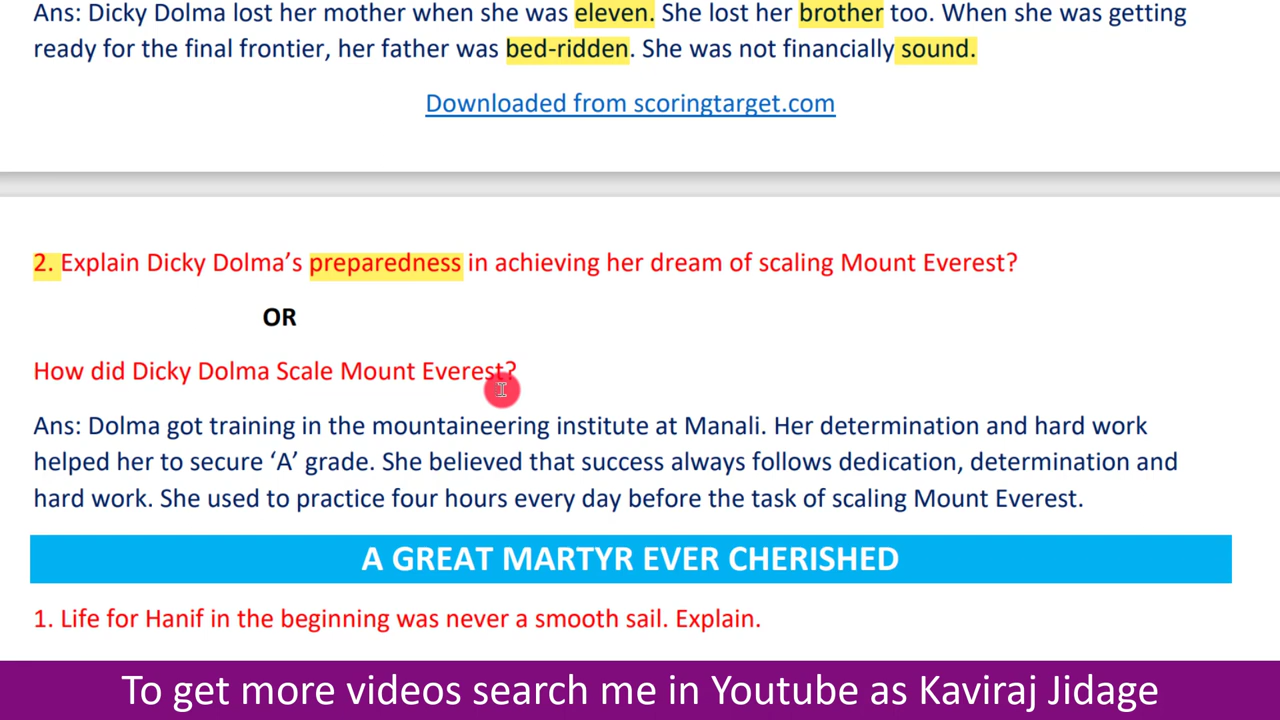 Ans: Dicky Dolma lost her mother when she was eleven. She lost her brother too. When she was getting
ready for the final frontier, her father was bed-ridden. She was not financially sound.
Downloaded from scoringtarget.com
2. Explain Dicky Dolma’s preparedness in achieving her dream of scaling Mount Everest?
OR
How did Dicky Dolma Scale Mount Everest?
Ans: Dolma got training in the mountaineering institute at Manali. Her determination and hard work
helped her to secure ‘A’ grade. She believed that success always follows dedication, determination and
hard work. She used to practice four hours every day before the task of scaling Mount Everest.
A GREAT MARTYR EVER CHERISHED
1. Life for Hanif in the beginning was never a smooth sail. Explain.
To get more videos search me in Youtube as Kaviraj Jidage